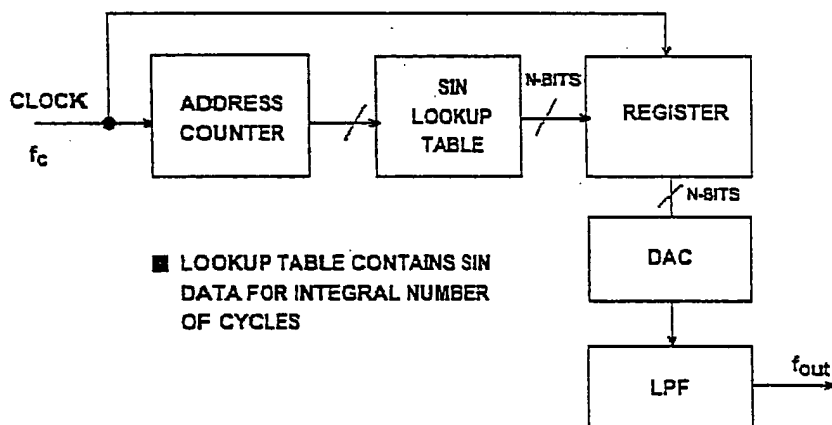 CLOCK
fc
ADDRESS
COUNTER
SIN
LOOKUP
TABLE
N-BITS
REGISTER
N-BITS
DAC
■ LOOKUP TABLE CONTAINS SIN
DATA FOR INTEGRAL NUMBER
OF CYCLES
LPF
fout